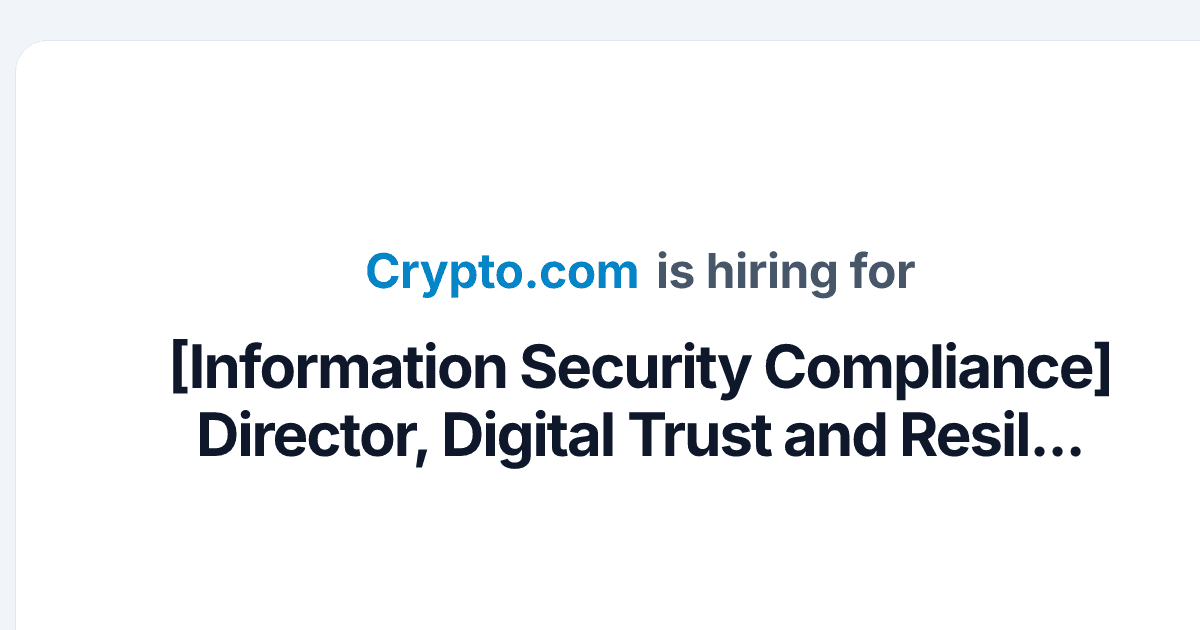 Crypto.com is hiring for
[Information Security Compliance]
Director, Digital Trust and Resil...